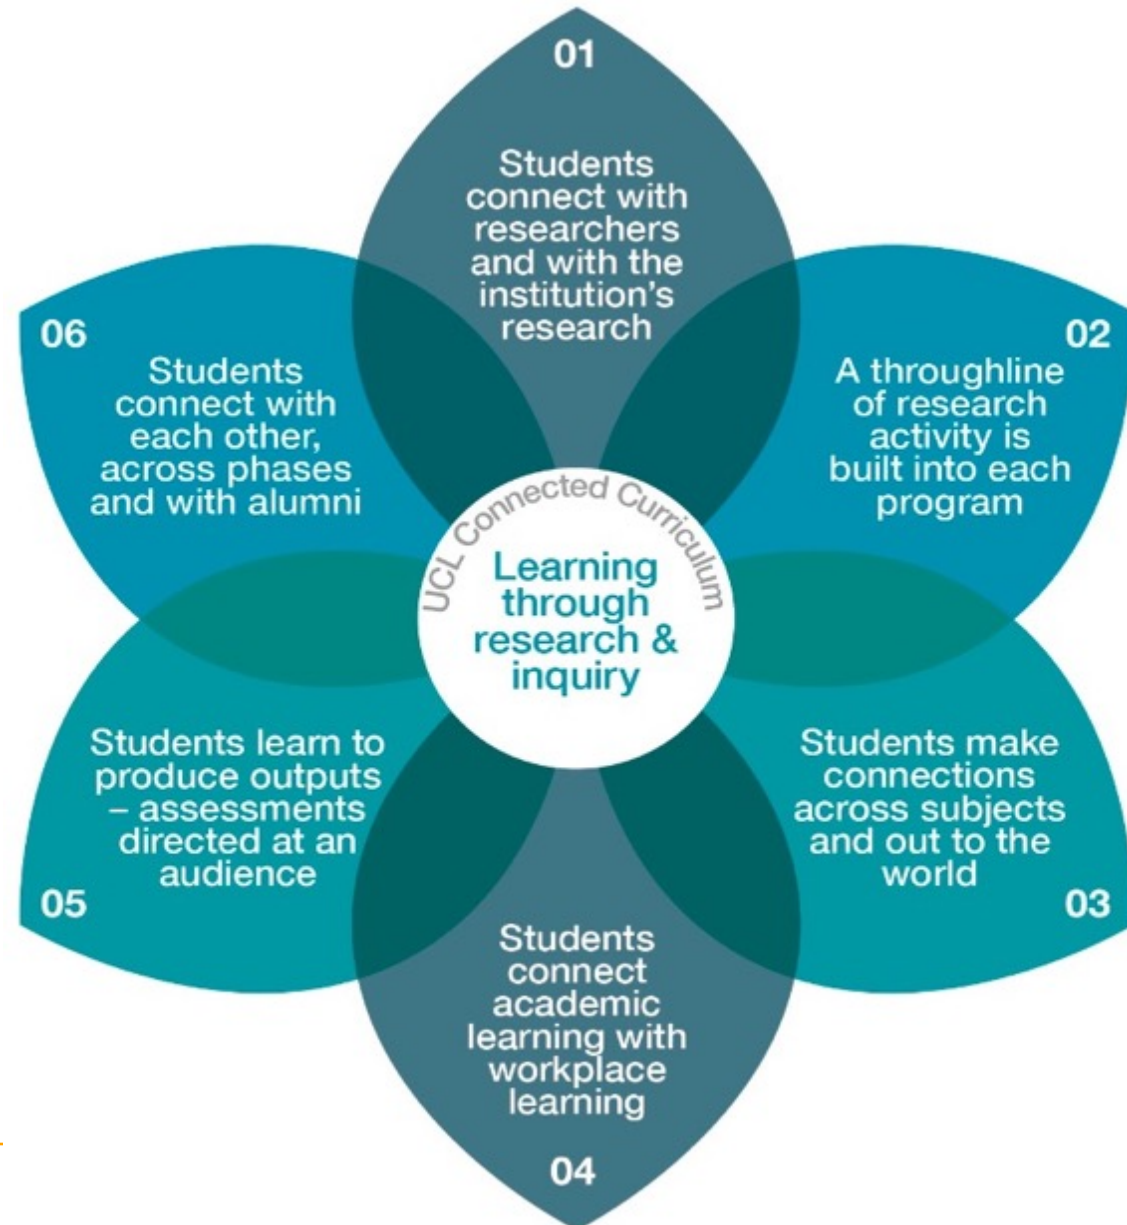 01
Students
connect with
researchers
and with the
institution's
research
02
A throughline
of research
activity is
built into each
program
03
Students make
connections
across subjects
and out to the
world
04
Students
connect
academic
learning with
workplace
learning
05
Students learn to
produce outputs
– assessments
directed at an
audience
06
Students
connect with
each other,
across phases
and with alumni
UCL Connected Curriculum
Learning
through
research &
inquiry